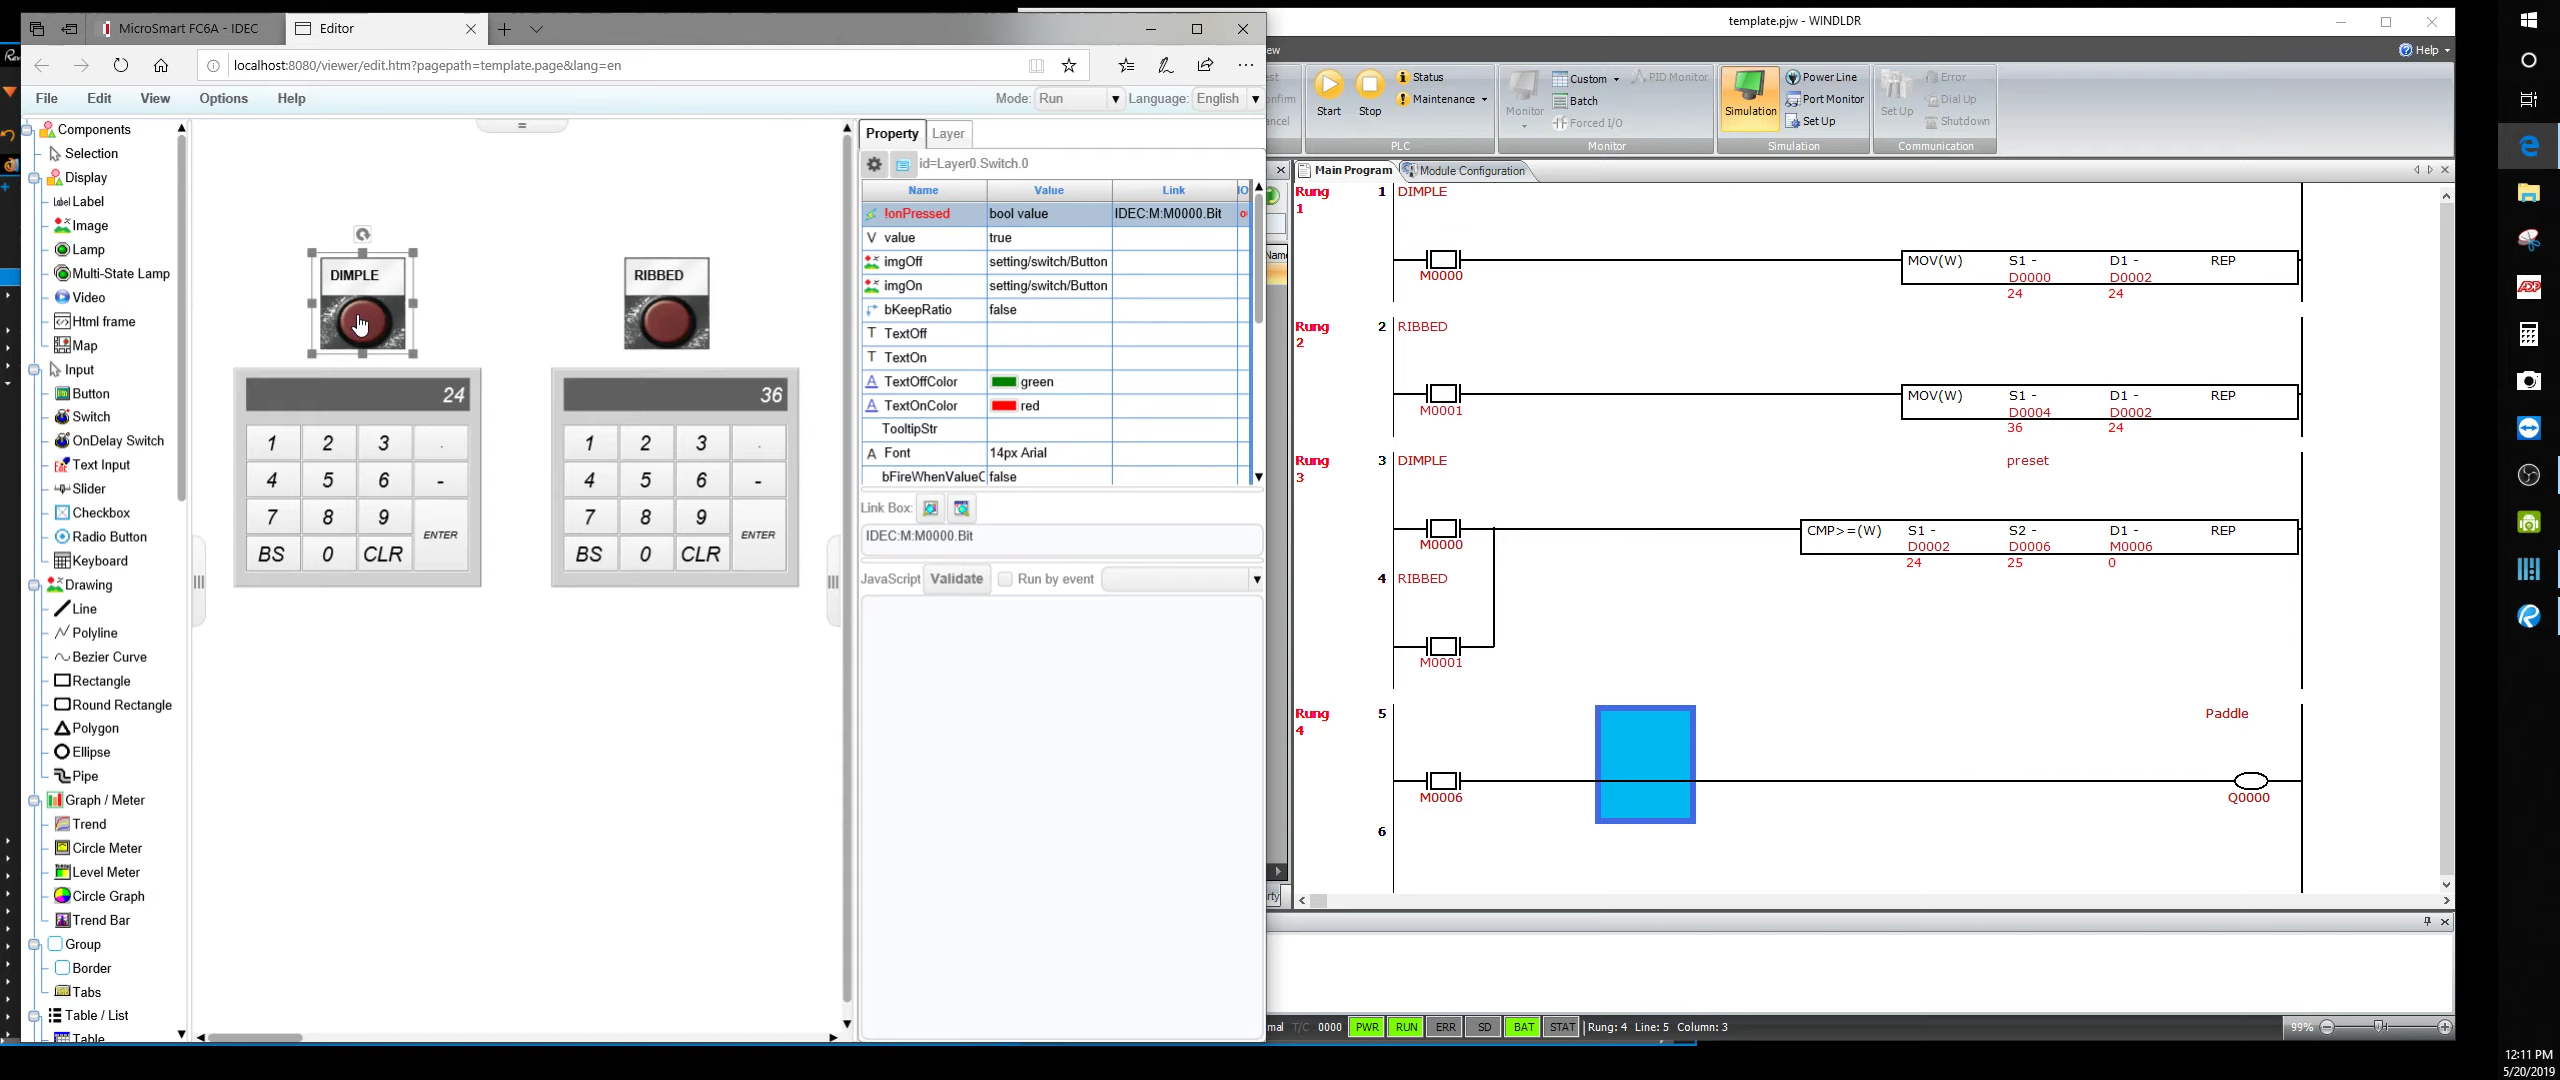 MicroSmart FC6A - IDEC
Editor
template.pjw - WINDLDR
localhost:8080/viewer/edit.htm?pagepath=template.page&lang=en
Help
File Edit View Options Help
Mode: Run Language: English
Start Stop
Status
Maintenance
PLC
Monitor
Custom
Batch
Forced I/O
PID Monitor
Monitor
Simulation
Power Line
Port Monitor
Set Up
Simulation
Set Up
Error
Dial Up
Shutdown
Communication
Components
Selection
Display
Label
Image
Lamp
Multi-State Lamp
Video
Html frame
Map
Input
Button
Switch
OnDelay Switch
Text Input
Slider
Checkbox
Radio Button
Keyboard
Drawing
Line
Polyline
Bezier Curve
Rectangle
Round Rectangle
Polygon
Ellipse
Pipe
Graph / Meter
Trend
Circle Meter
Level Meter
Circle Graph
Trend Bar
Group
Border
Tabs
Table / List
Table
DIMPLE
RIBBED
24
1 2 3 .
4 5 6 -
7 8 9
ENTER
BS 0 CLR
36
1 2 3 .
4 5 6 -
7 8 9
ENTER
BS 0 CLR
Property Layer
id=Layer0.Switch.0
Name Value Link
!onPressed bool value IDEC:M:M0000.Bit
V value true
imgOff setting/switch/Button
imgOn setting/switch/Button
bKeepRatio false
T TextOff
T TextOn
A TextOffColor green
A TextOnColor red
TooltipStr
A Font 14px Arial
bFireWhenValueC false
Link Box:
IDEC:M:M0000.Bit
JavaScript Validate Run by event
Main Program Module Configuration
Rung 1 DIMPLE
1
M0000
MOV(W) S1 - D1 - REP
D0000 D0002
24 24
Rung 2 RIBBED
2
M0001
MOV(W) S1 - D1 - REP
D0004 D0002
36 24
Rung 3 DIMPLE preset
3
M0000
CMP>=(W) S1 - S2 - D1 - REP
D0002 D0006 M0006
24 25 0
4 RIBBED
M0001
Rung 5 Paddle
4
M0006 Q0000
6
mal T/C 0000 PWR RUN ERR SD BAT STAT Rung: 4 Line: 5 Column: 3
99%
ADP
12:11 PM
5/20/2019